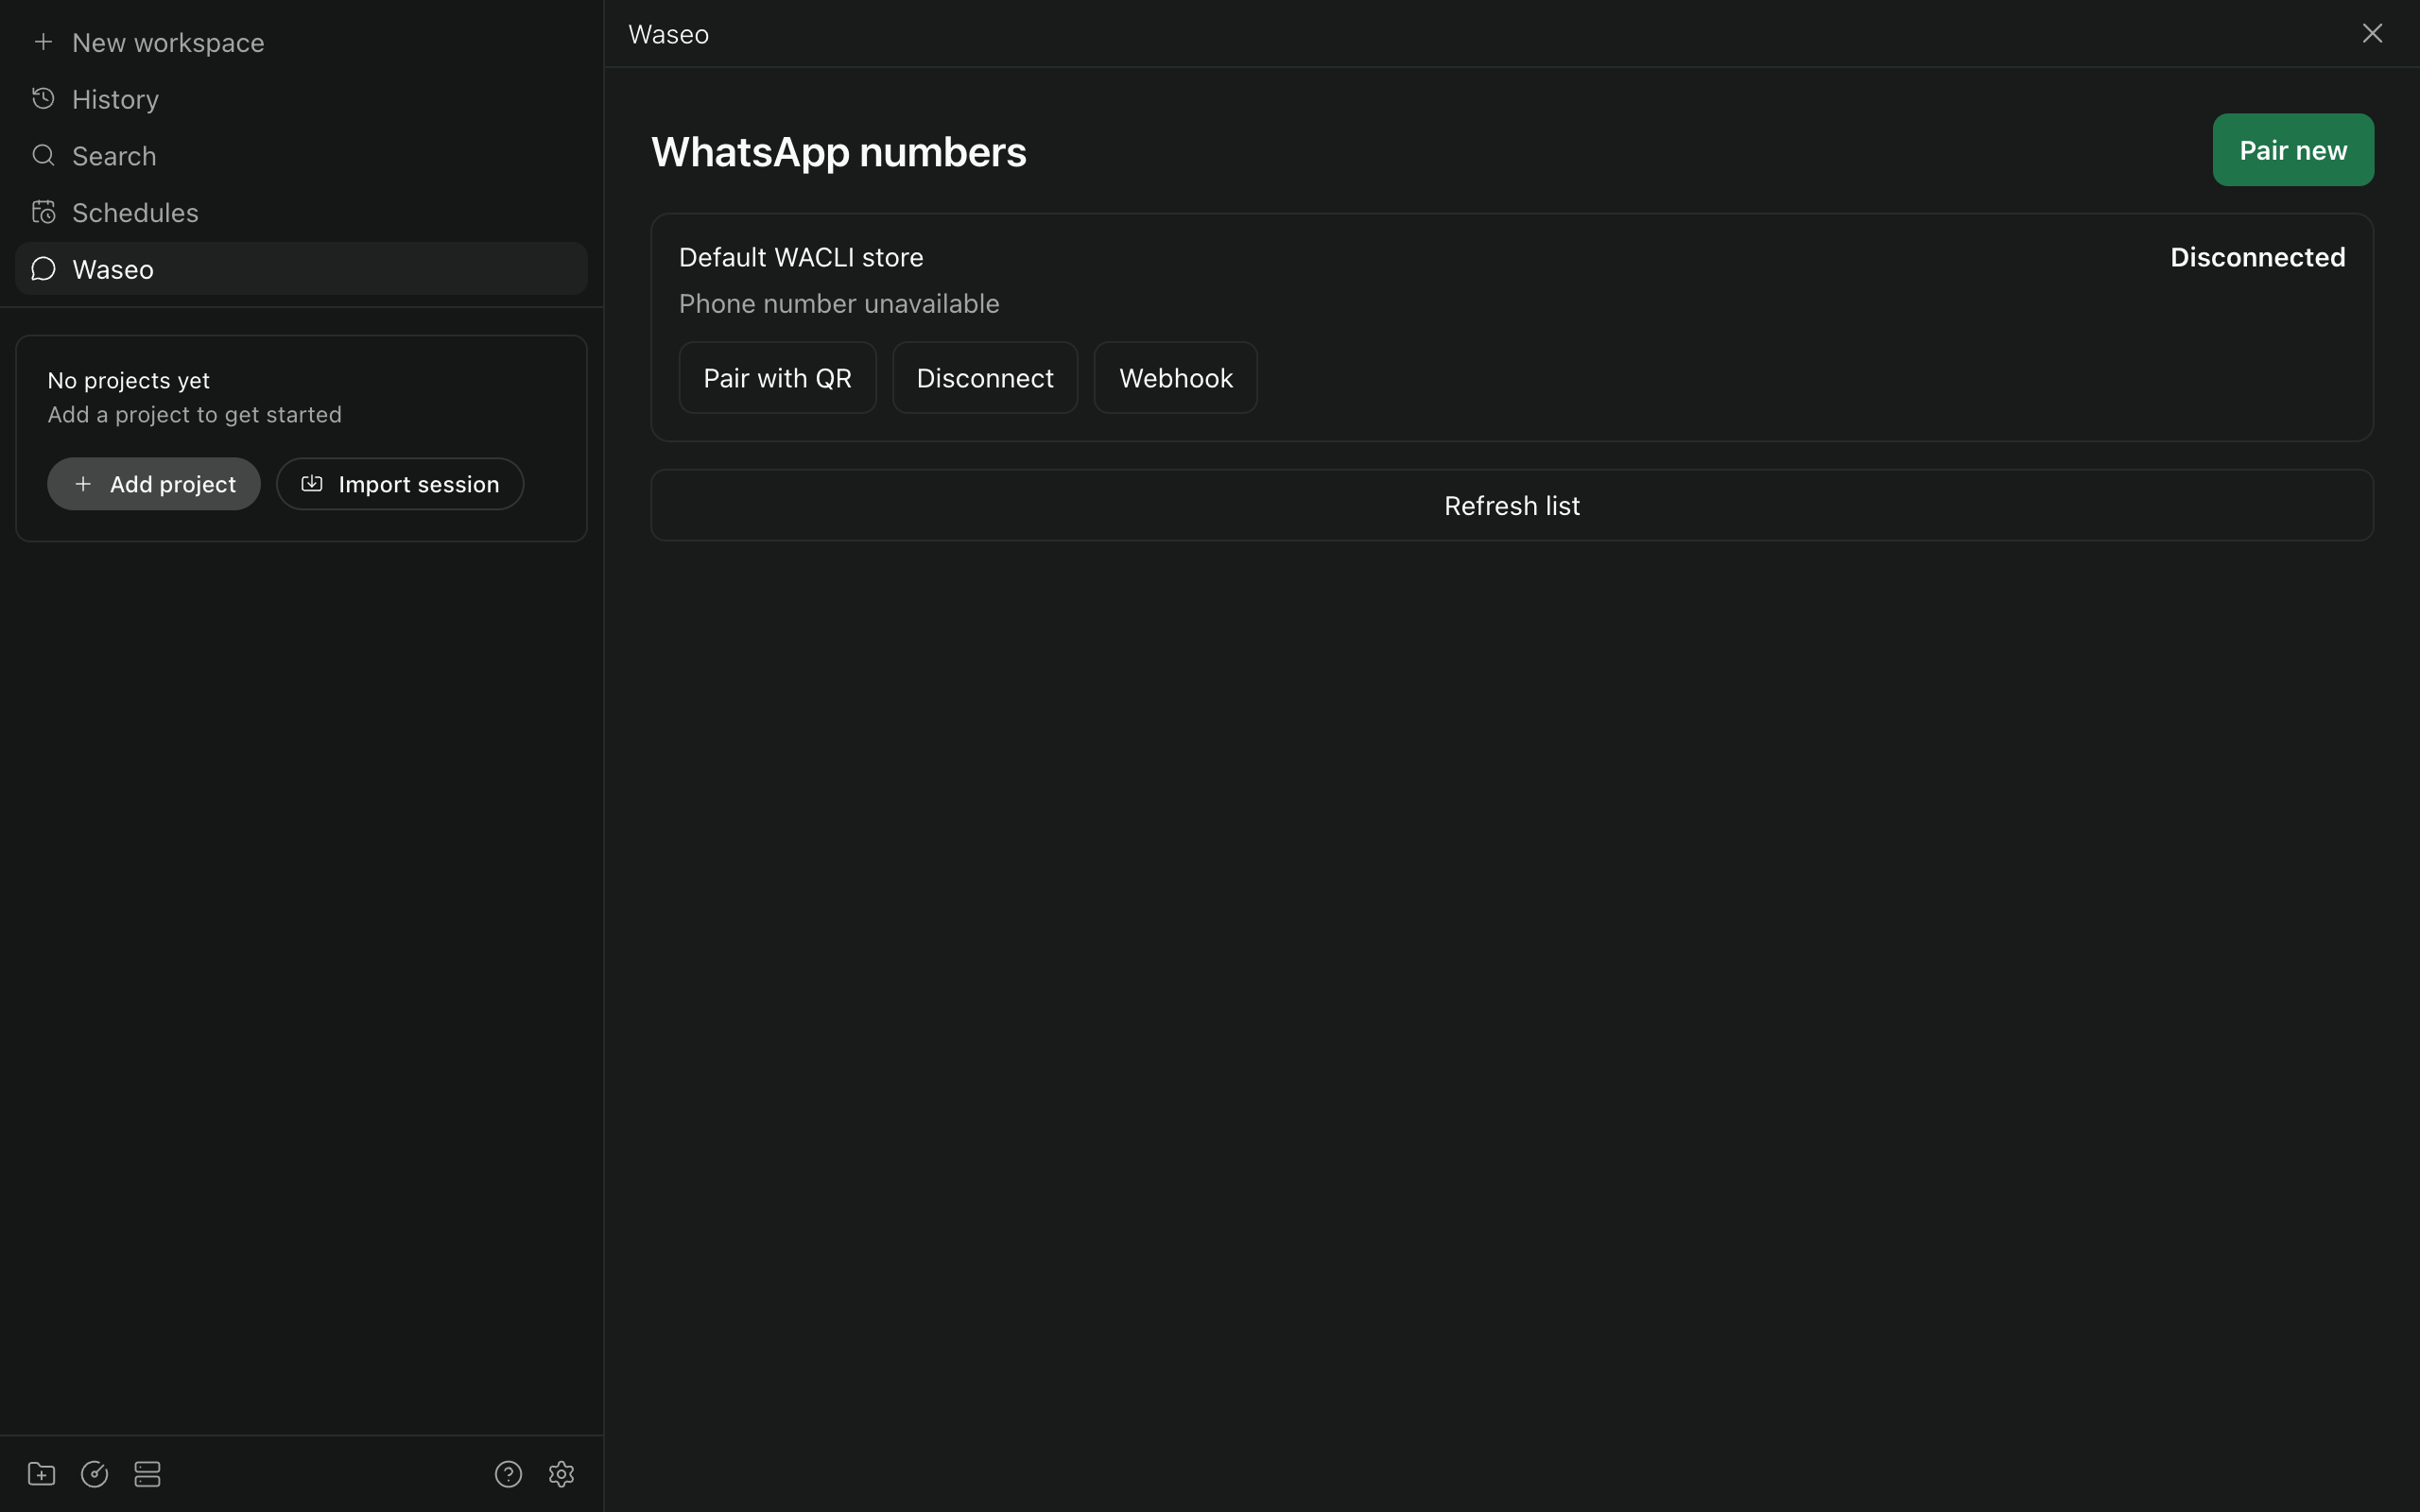 New workspace
History
Search
Schedules
Waseo
No projects yet
Add a project to get started
Add project
Import session
Waseo
WhatsApp numbers
Pair new
Default WACLI store
Disconnected
Phone number unavailable
Pair with QR
Disconnect
Webhook
Refresh list